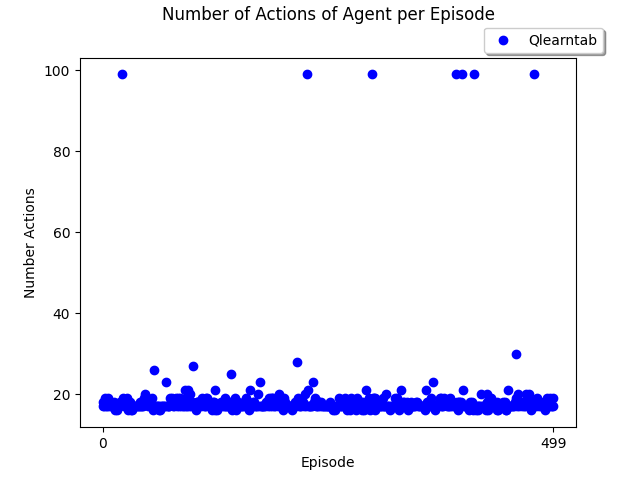 Number of Actions of Agent per Episode
Qlearntab
100
80
60
40
20
Number Actions
0
499
Episode